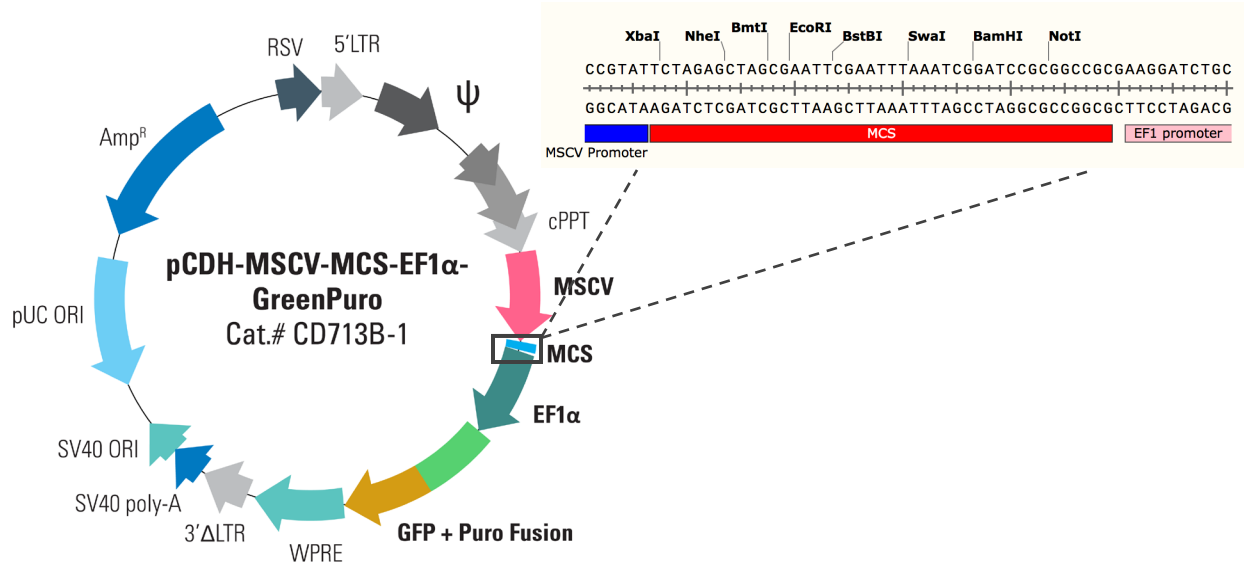 XbaI NheI BmtI EcoRI BstBI SwaI BamHI NotI
CCGTATTCTAGAGCTAGCGAATTCGAATTTAAATCGGATCCGCGGCCGCGAAGGATCTGC
GGCATAAGATCTCGATCGCTTAAGCTTAAATTTAGCCTAGGCGCCGGCGCTTCCTAGACG
MCS EF1 promoter
MSCV Promoter
RSV 5'LTR
ψ
Amp^R
cPPT
pCDH-MSCV-MCS-EF1α-
GreenPuro
Cat.# CD713B-1
MSCV
pUC ORI
MCS
EF1α
SV40 ORI
SV40 poly-A
3'ΔLTR
WPRE
GFP + Puro Fusion